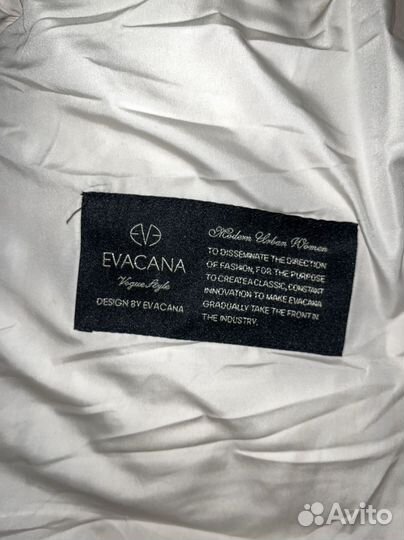 EVACANA
Vogue Style
DESIGN BY EVACANA
Modern Urban Women
TO DISSEMINATE THE DIRECTION
OF FASHION, FOR THE PURPOSE
TO CREATEA CLASSIC, CONSTANT
INNOVATION TO MAKE EVACANA
GRADUALLY TAKE THE FRONT IN
THE INDUSTRY.
Avito